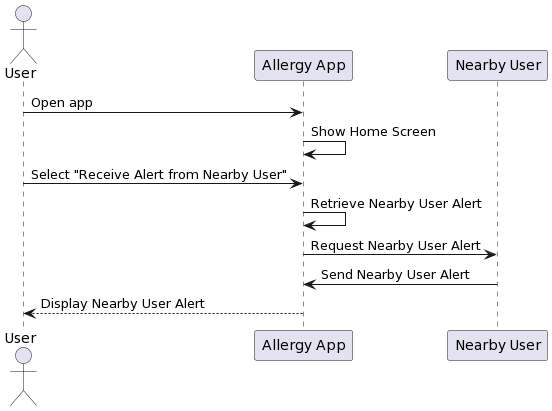 User
Allergy App
Nearby User
Open app
Show Home Screen
Select "Receive Alert from Nearby User"
Retrieve Nearby User Alert
Request Nearby User Alert
Send Nearby User Alert
Display Nearby User Alert
User
Allergy App
Nearby User